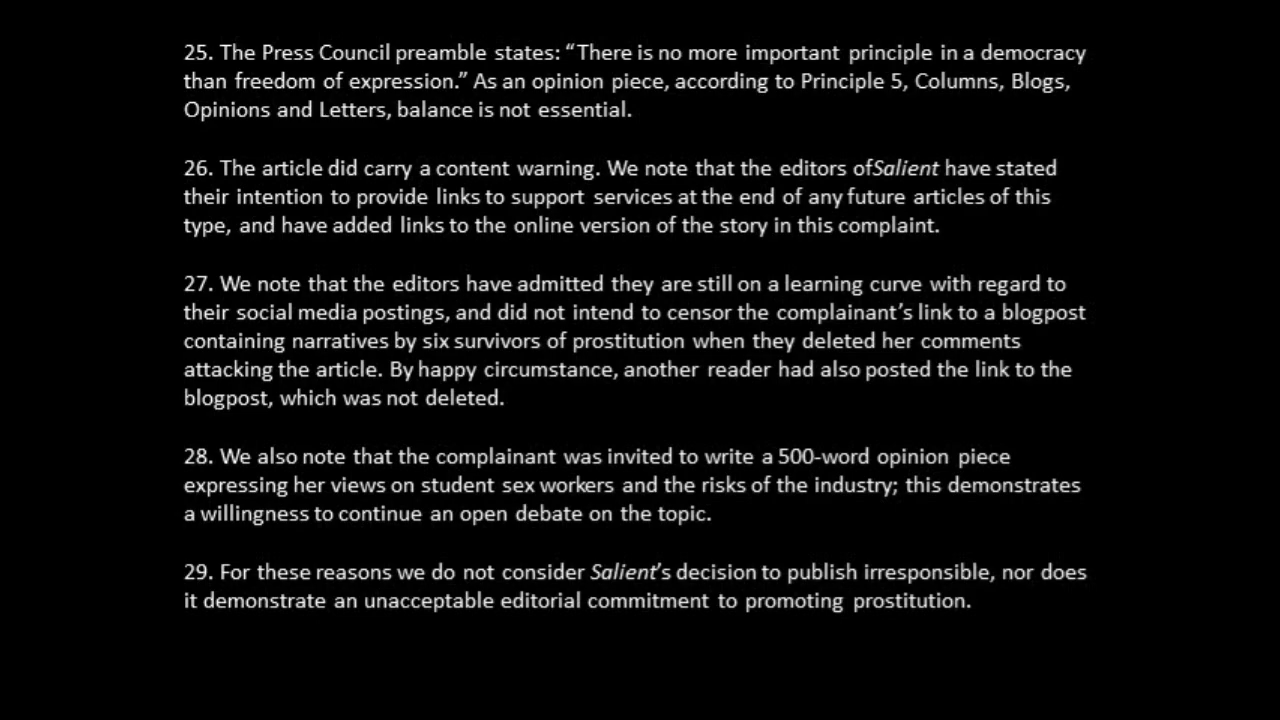 25. The Press Council preamble states: “There is no more important principle in a democracy
than freedom of expression.” As an opinion piece, according to Principle 5, Columns, Blogs,
Opinions and Letters, balance is not essential.
26. The article did carry a content warning. We note that the editors ofSalient have stated
their intention to provide links to support services at the end of any future articles of this
type, and have added links to the online version of the story in this complaint.
27. We note that the editors have admitted they are still on a learning curve with regard to
their social media postings, and did not intend to censor the complainant’s link to a blogpost
containing narratives by six survivors of prostitution when they deleted her comments
attacking the article. By happy circumstance, another reader had also posted the link to the
blogpost, which was not deleted.
28. We also note that the complainant was invited to write a 500-word opinion piece
expressing her views on student sex workers and the risks of the industry; this demonstrates
a willingness to continue an open debate on the topic.
29. For these reasons we do not consider Salient’s decision to publish irresponsible, nor does
it demonstrate an unacceptable editorial commitment to promoting prostitution.